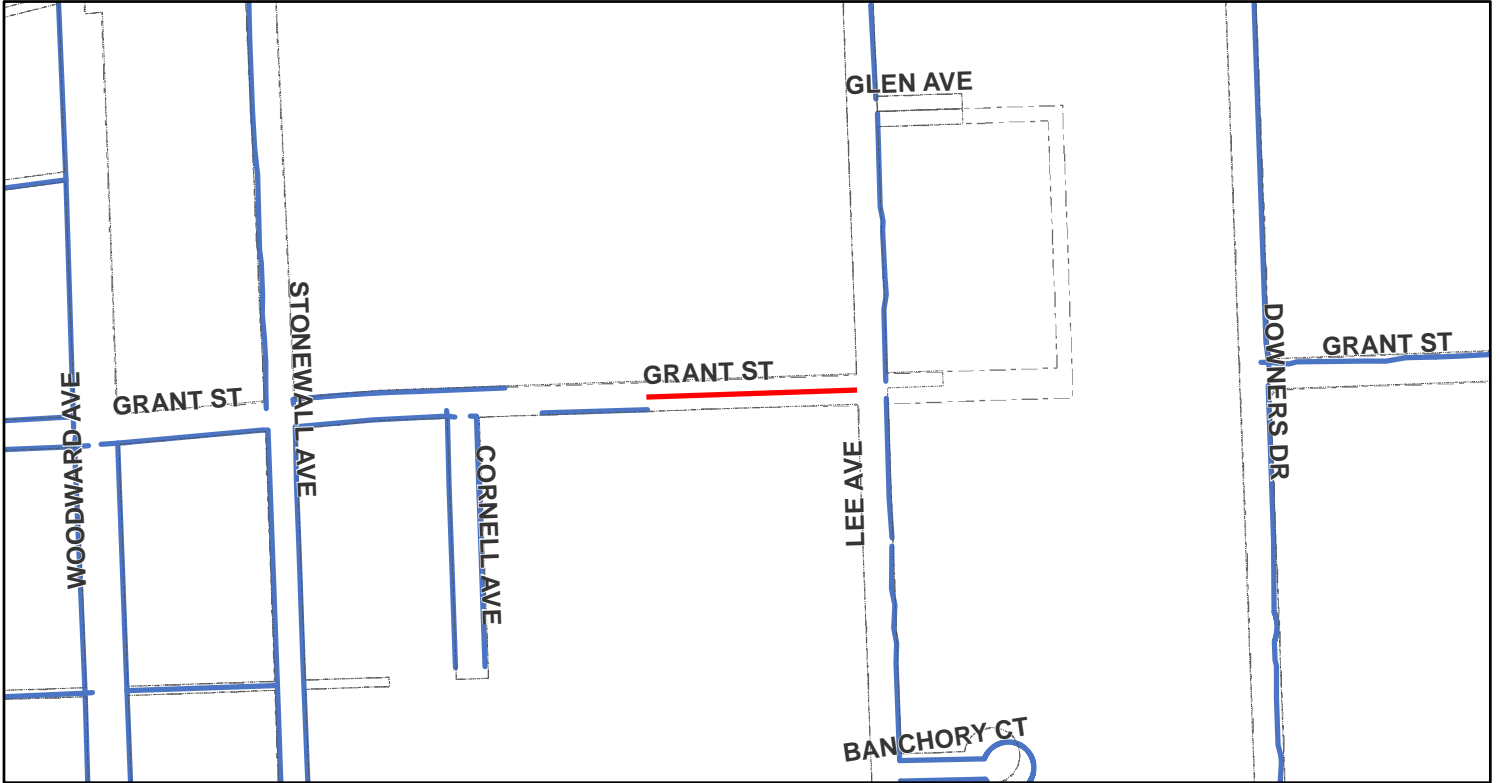 GLEN AVE
STONEWALL AVE
DOWNERS DR
GRANT ST
GRANT ST
WOODWARD AVE
GRANT ST
LEE AVE
CORNELL AVE
BANCHORY CT